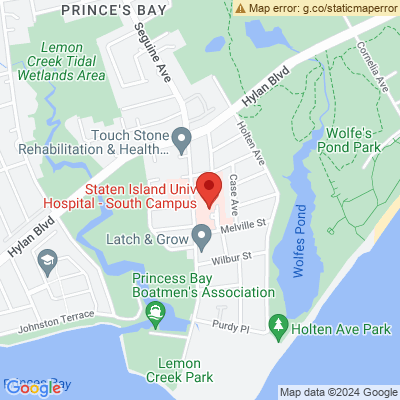 Map error: g.co/staticmaperror
PRINCE'S BAY
Lemon
Creek Tidal
Wetlands Area
Seguine Ave
Hylan Blvd
Cornelia Ave
Touch Stone
Rehabilitation & Health...
Holten Ave
Wolfe's
Pond Park
Staten Island Univ
Hospital - South Campus
Case Ave
Melville St
Hylan Blvd
Latch & Grow
Wilbur St
Wolfes Pond
Princess Bay
Boatmen's Association
Johnston Terrace
Purdy Pl
Holten Ave Park
Lemon
Creek Park
Google
Map data ©2024 Google